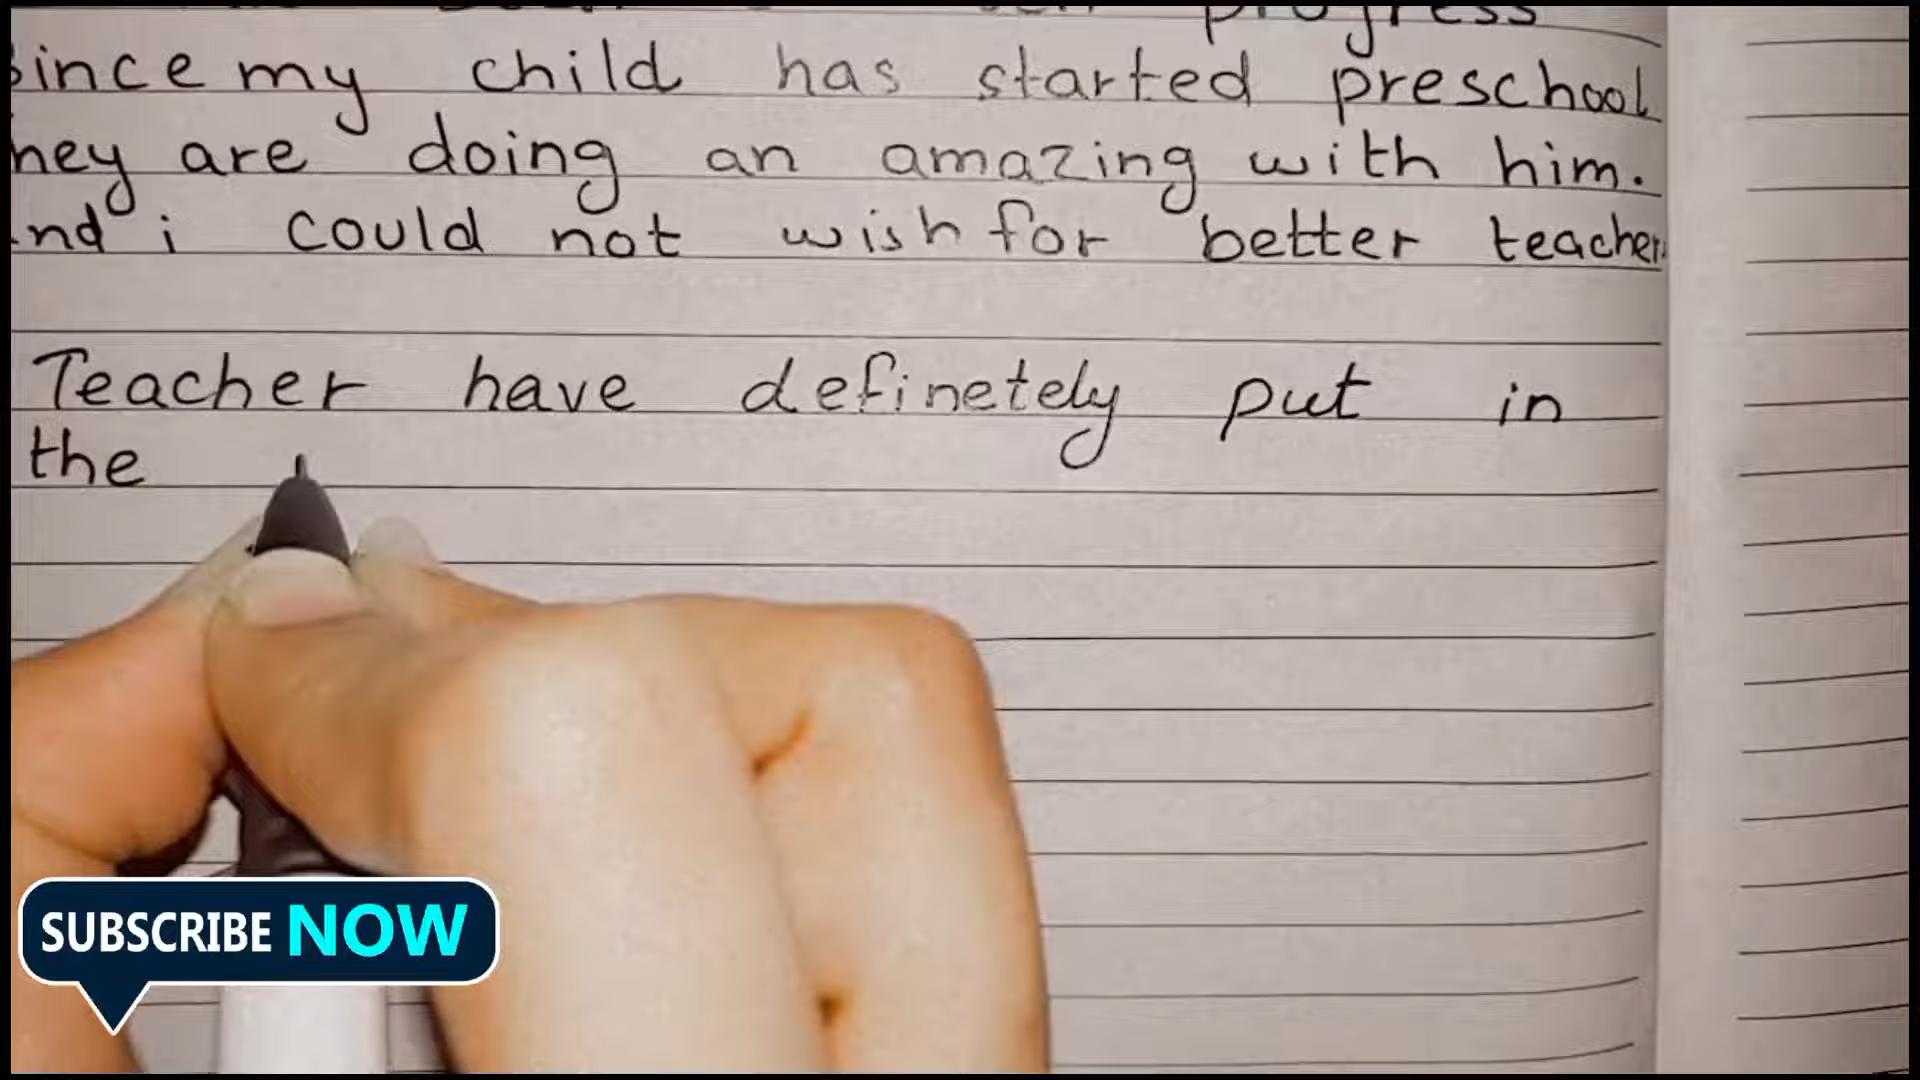 progress
since my child has started preschool
hey are doing an amazing with him.
nd i could not wish for better teacher
Teacher have definetely put in
the
SUBSCRIBE NOW